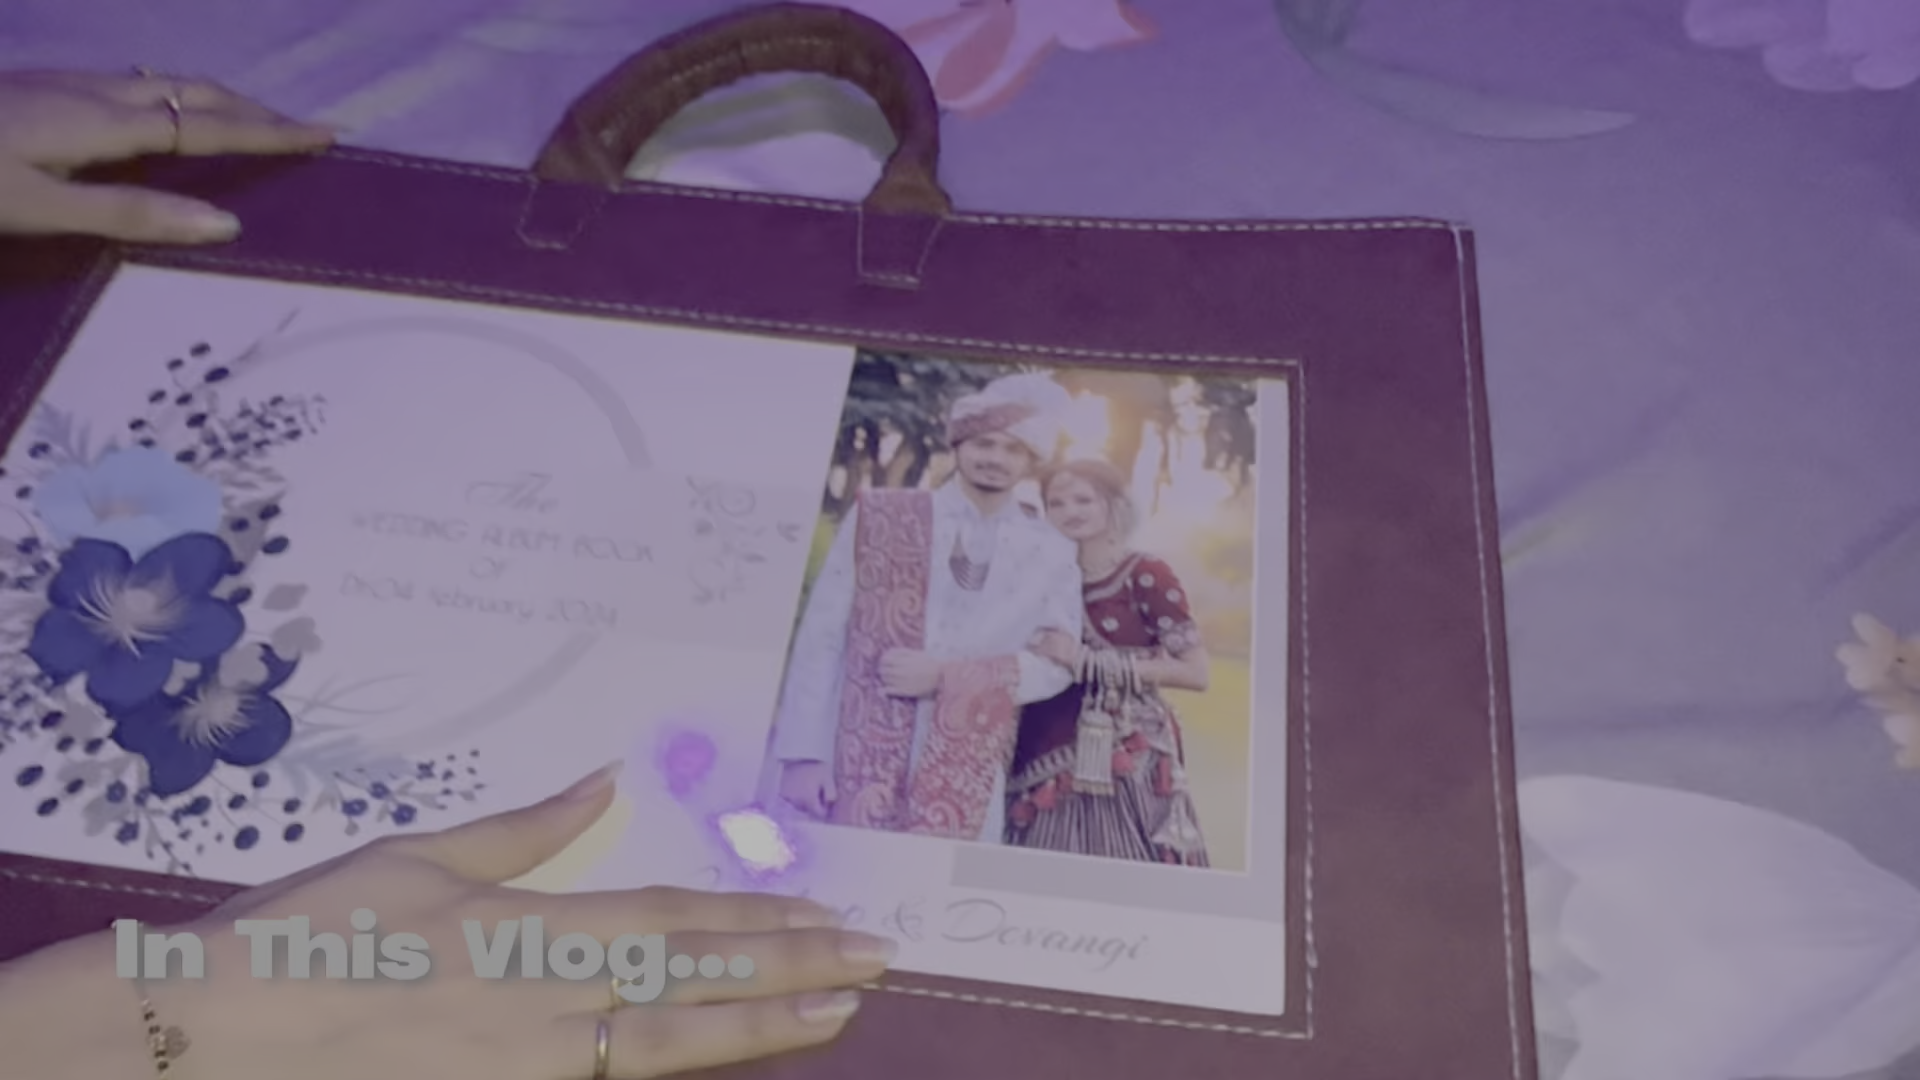 The
WEDDING ALBUM BOOK
OF
February 2024
& Devangi
In This Vlog...